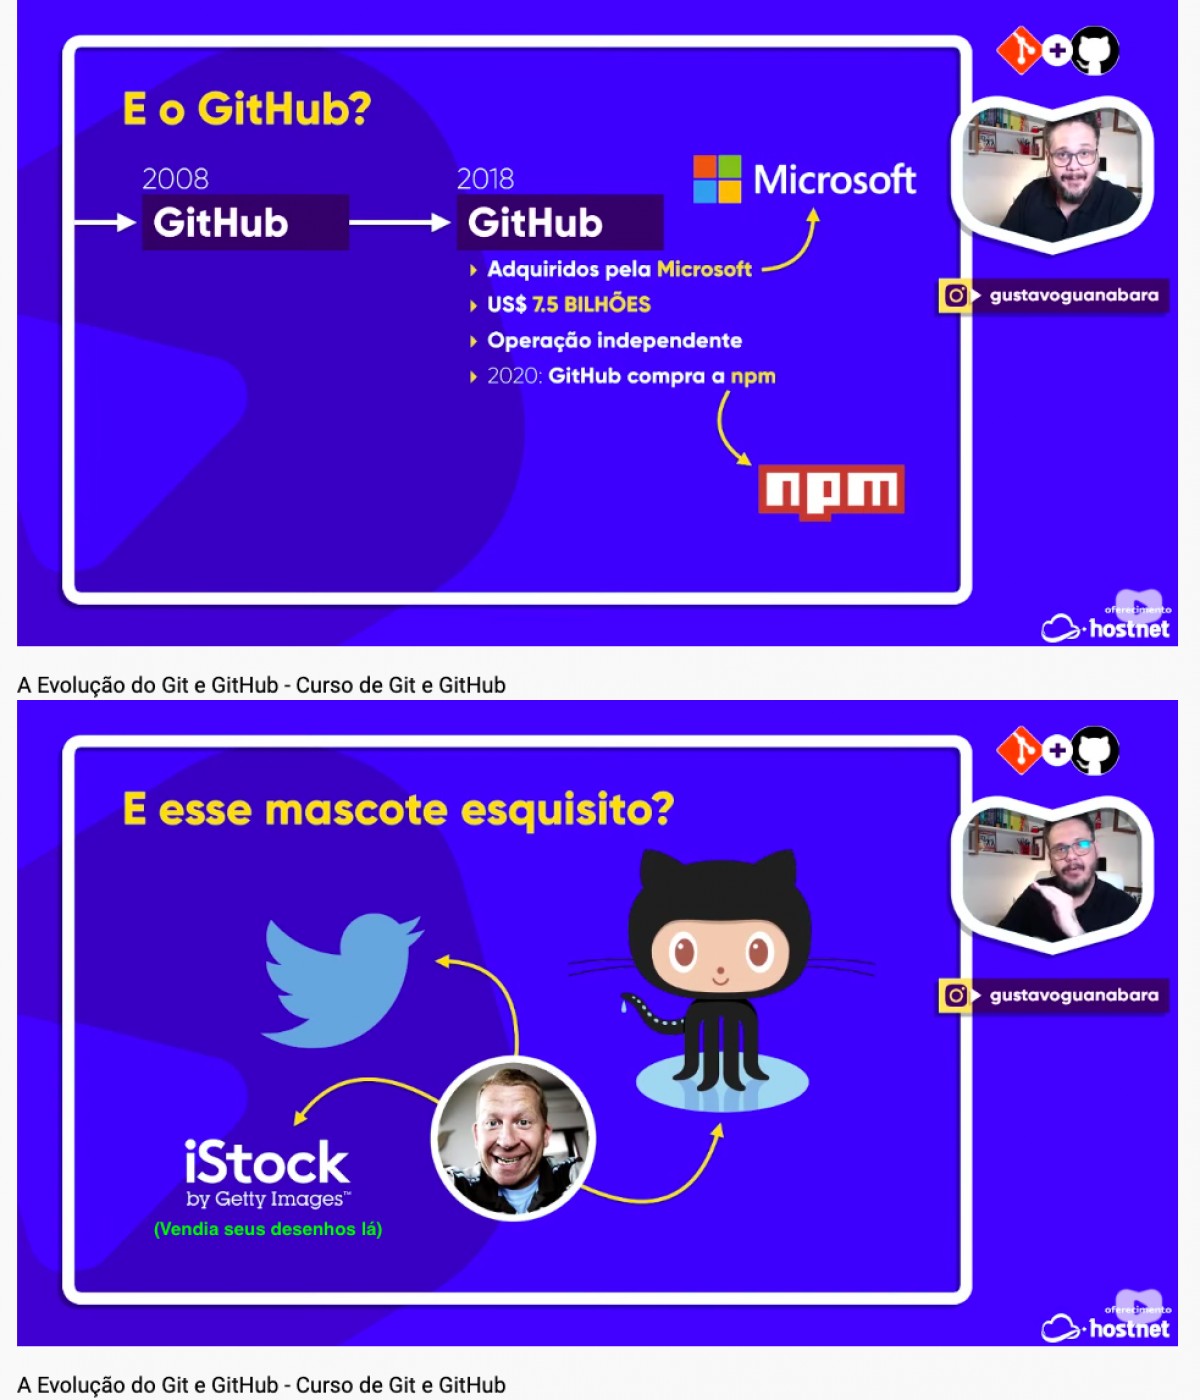 E o GitHub?
2008
GitHub
2018
GitHub
Microsoft
Adquiridos pela Microsoft
US$ 7.5 BILHÕES
Operação independente
2020: GitHub compra a npm
npm
gustavoguanabara
oferecimento
hostnet
A Evolução do Git e GitHub - Curso de Git e GitHub
E esse mascote esquisito?
iStock
by Getty Images™
(Vendia seus desenhos lá)
gustavoguanabara
oferecimento
hostnet
A Evolução do Git e GitHub - Curso de Git e GitHub